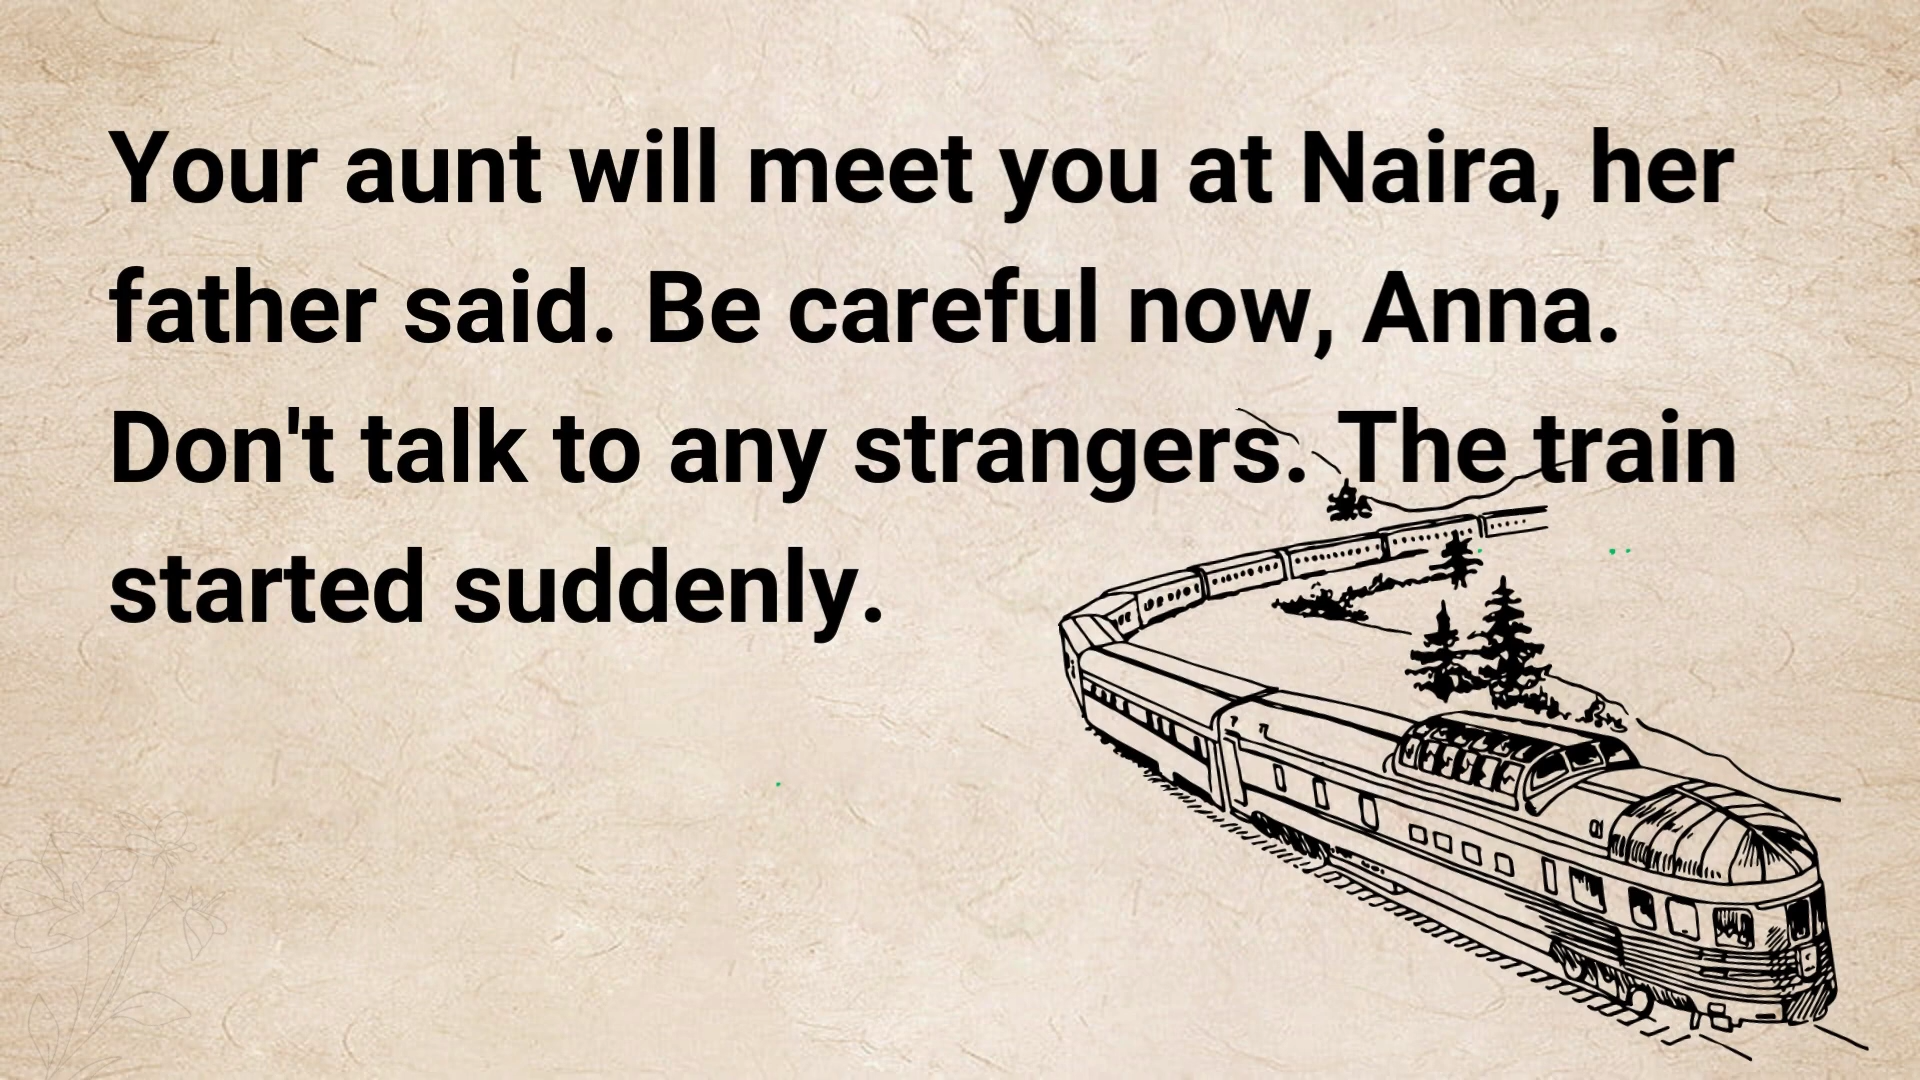 Your aunt will meet you at Naira, her
father said. Be careful now, Anna.
Don't talk to any strangers. The train
started suddenly.